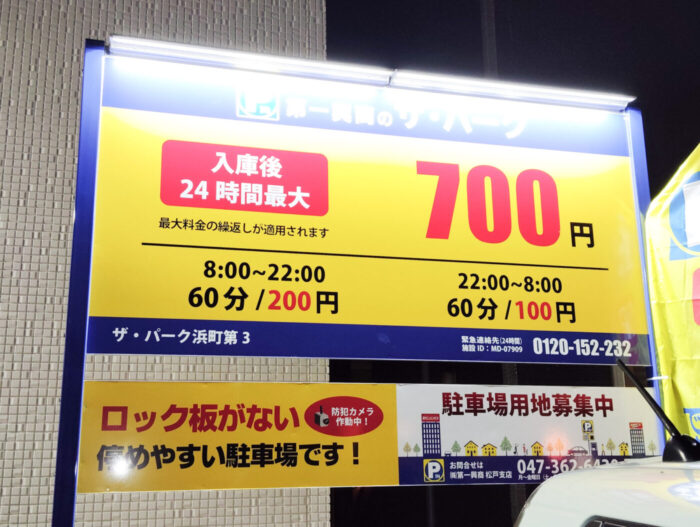 第一興商のザ・パーク
入庫後
24時間最大
700円
最大料金の繰返しが適用されます
8:00~22:00
60分/200円
22:00~8:00
60分/100円
ザ・パーク浜町第3
緊急連絡先(24時間)
施設ID:MD-07909
0120-152-232
ロック板がない
防犯カメラ
作動中!
停めやすい駐車場です!
駐車場用地募集中
お問合せは
㈱第一興商 松戸支店
047-362-64
月~金曜日